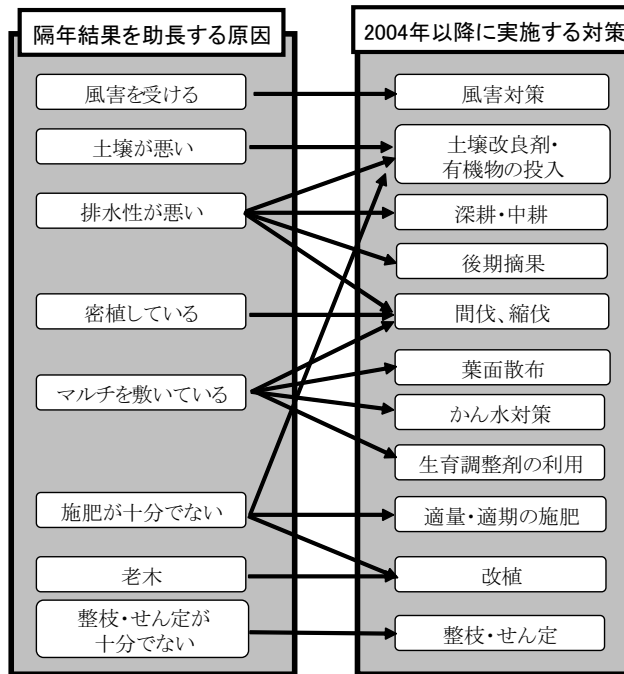 隔年結果を助長する原因
風害を受ける
土壌が悪い
排水性が悪い
密植している
マルチを敷いている
施肥が十分でない
老木
整枝・せん定が
十分でない
2004年以降に実施する対策
風害対策
土壌改良剤・
有機物の投入
深耕・中耕
後期摘果
間伐、縮伐
葉面散布
かん水対策
生育調整剤の利用
適量・適期の施肥
改植
整枝・せん定